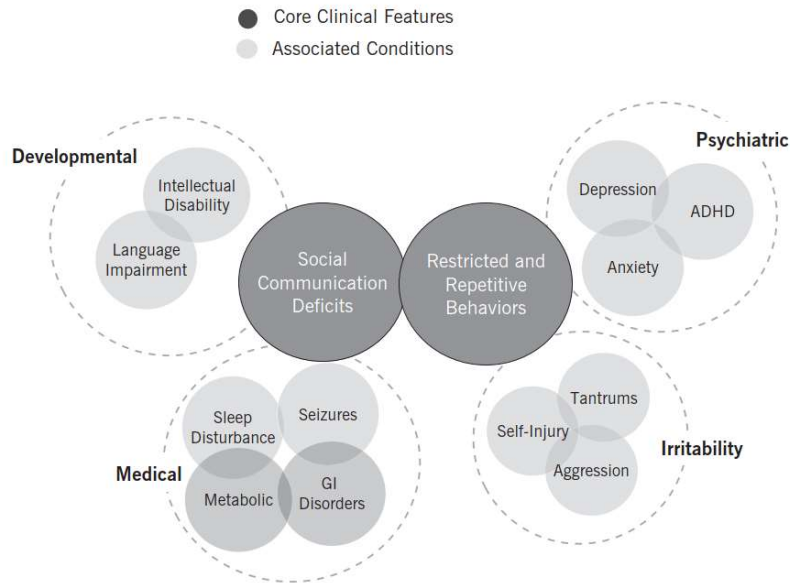 Core Clinical Features
Associated Conditions
Developmental
Intellectual
Disability
Language
Impairment
Social
Communication
Deficits
Restricted and
Repetitive
Behaviors
Psychiatric
Depression
ADHD
Anxiety
Medical
Sleep
Disturbance
Seizures
Metabolic
GI
Disorders
Irritability
Tantrums
Self-Injury
Aggression